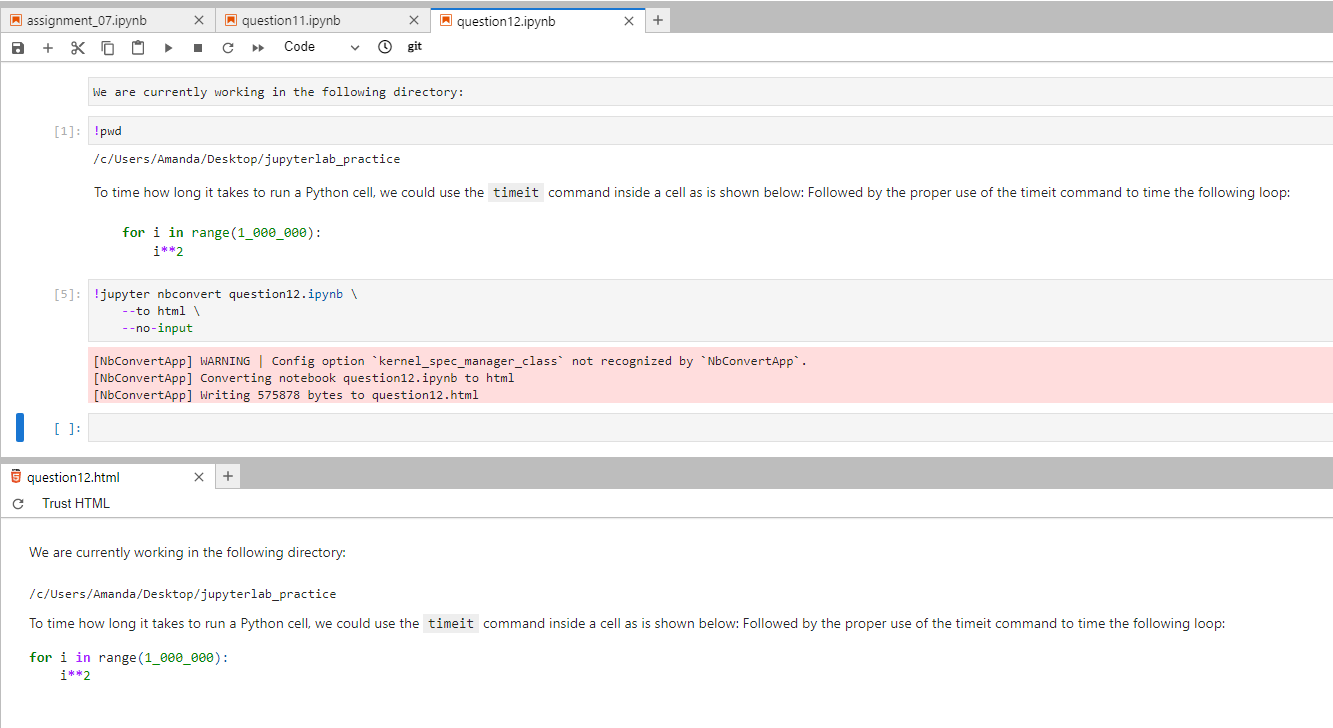 assignment_07.ipynb
question11.ipynb
question12.ipynb
Code
git
We are currently working in the following directory:
[1]:
!pwd
/c/Users/Amanda/Desktop/jupyterlab_practice
To time how long it takes to run a Python cell, we could use the timeit command inside a cell as is shown below: Followed by the proper use of the timeit command to time the following loop:
for i in range(1_000_000):
    i**2
[5]:
!jupyter nbconvert question12.ipynb \
    --to html \
    --no-input
[NbConvertApp] WARNING | Config option `kernel_spec_manager_class` not recognized by `NbConvertApp`.
[NbConvertApp] Converting notebook question12.ipynb to html
[NbConvertApp] Writing 575878 bytes to question12.html
[ ]:
question12.html
Trust HTML
We are currently working in the following directory:
/c/Users/Amanda/Desktop/jupyterlab_practice
To time how long it takes to run a Python cell, we could use the timeit command inside a cell as is shown below: Followed by the proper use of the timeit command to time the following loop:
for i in range(1_000_000):
    i**2